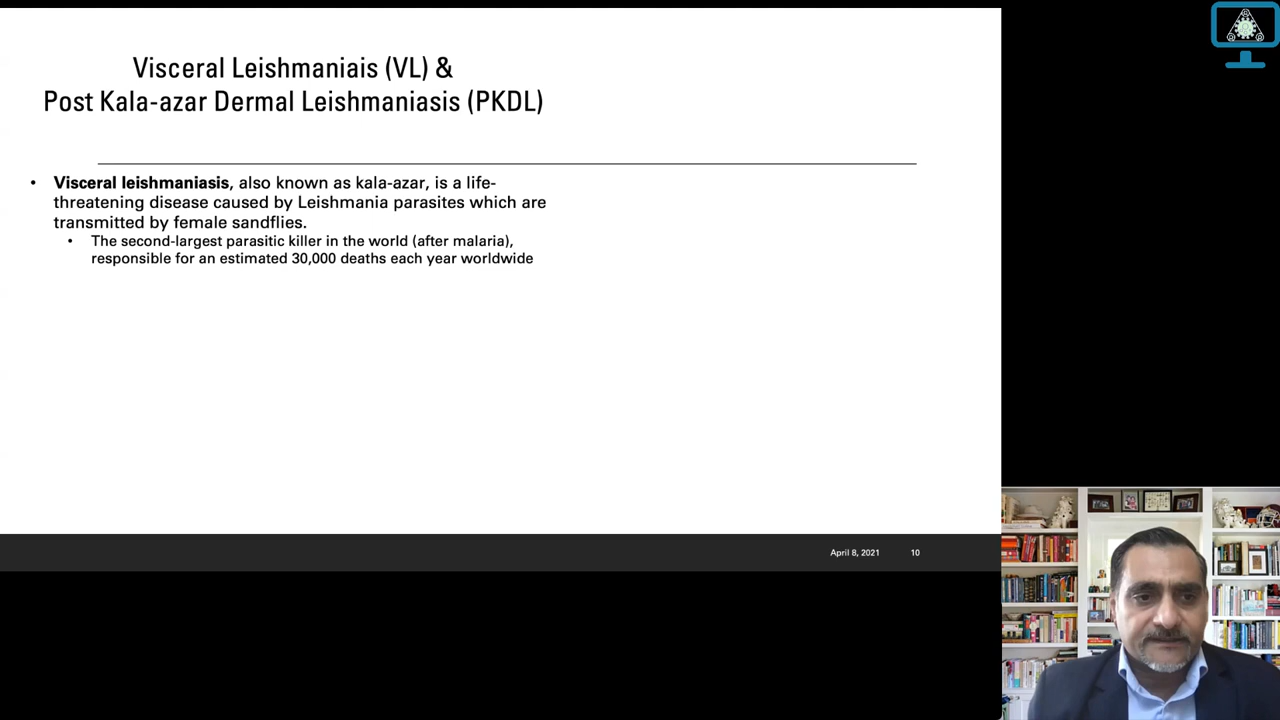 Visceral Leishmaniais (VL) &
Post Kala-azar Dermal Leishmaniasis (PKDL)
• Visceral leishmaniasis, also known as kala-azar, is a life-
threatening disease caused by Leishmania parasites which are
transmitted by female sandflies.
• The second-largest parasitic killer in the world (after malaria),
responsible for an estimated 30,000 deaths each year worldwide
April 8, 2021 10